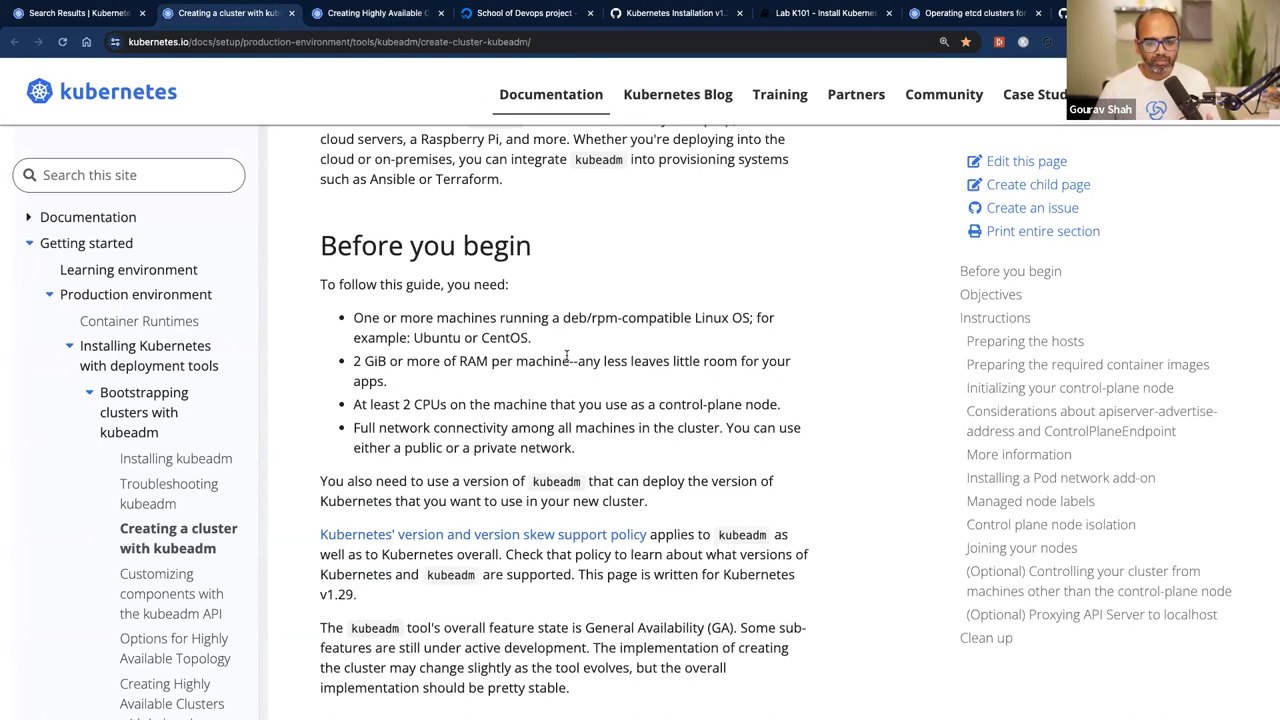 Search Results | Kubernetes
Creating a cluster with kub
Creating Highly Available C
School of Devops project -
Kubernetes Installation v1.
Lab K101 - Install Kuberne
Operating etcd clusters for
kubernetes.io/docs/setup/production-environment/tools/kubeadm/create-cluster-kubeadm/
kubernetes
Documentation
Kubernetes Blog
Training
Partners
Community
Case Stud
Gourav Shah
Search this site
Documentation
Getting started
Learning environment
Production environment
Container Runtimes
Installing Kubernetes
with deployment tools
Bootstrapping
clusters with
kubeadm
Installing kubeadm
Troubleshooting
kubeadm
Creating a cluster
with kubeadm
Customizing
components with
the kubeadm API
Options for Highly
Available Topology
Creating Highly
Available Clusters
cloud servers, a Raspberry Pi, and more. Whether you're deploying into the
cloud or on-premises, you can integrate kubeadm into provisioning systems
such as Ansible or Terraform.
Before you begin
To follow this guide, you need:
One or more machines running a deb/rpm-compatible Linux OS; for
example: Ubuntu or CentOS.
2 GiB or more of RAM per machine--any less leaves little room for your
apps.
At least 2 CPUs on the machine that you use as a control-plane node.
Full network connectivity among all machines in the cluster. You can use
either a public or a private network.
You also need to use a version of kubeadm that can deploy the version of
Kubernetes that you want to use in your new cluster.
Kubernetes' version and version skew support policy applies to kubeadm as
well as to Kubernetes overall. Check that policy to learn about what versions of
Kubernetes and kubeadm are supported. This page is written for Kubernetes
v1.29.
The kubeadm tool's overall feature state is General Availability (GA). Some sub-
features are still under active development. The implementation of creating
the cluster may change slightly as the tool evolves, but the overall
implementation should be pretty stable.
Edit this page
Create child page
Create an issue
Print entire section
Before you begin
Objectives
Instructions
Preparing the hosts
Preparing the required container images
Initializing your control-plane node
Considerations about apiserver-advertise-
address and ControlPlaneEndpoint
More information
Installing a Pod network add-on
Managed node labels
Control plane node isolation
Joining your nodes
(Optional) Controlling your cluster from
machines other than the control-plane node
(Optional) Proxying API Server to localhost
Clean up